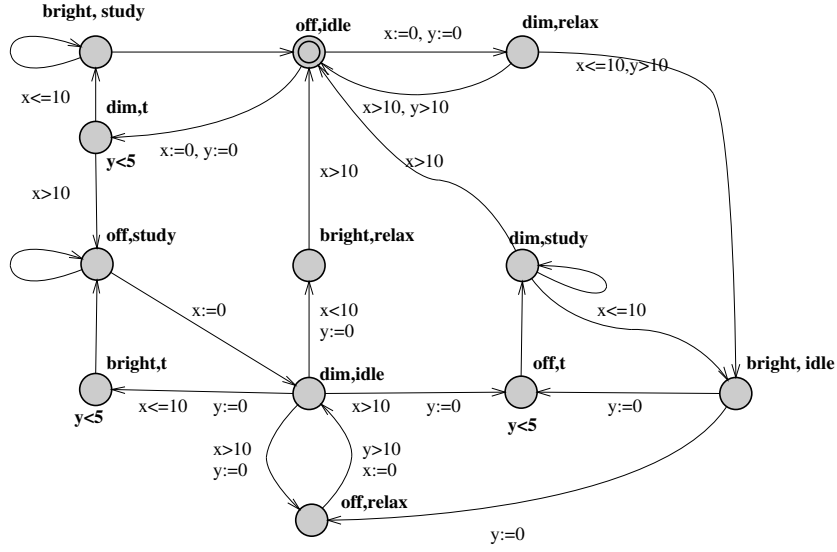 bright, study
off,idle
x:=0, y:=0
dim,relax
x<=10,y>10
x<=10
dim,t
x>10, y>10
y<5
x:=0, y:=0
x>10
x>10
x>10
off,study
bright,relax
dim,study
x:=0
x<10
y:=0
x<=10
bright,t
dim,idle
off,t
bright, idle
y<5
x<=10
y:=0
x>10
y:=0
y<5
y:=0
x>10
y:=0
y>10
x:=0
off,relax
y:=0